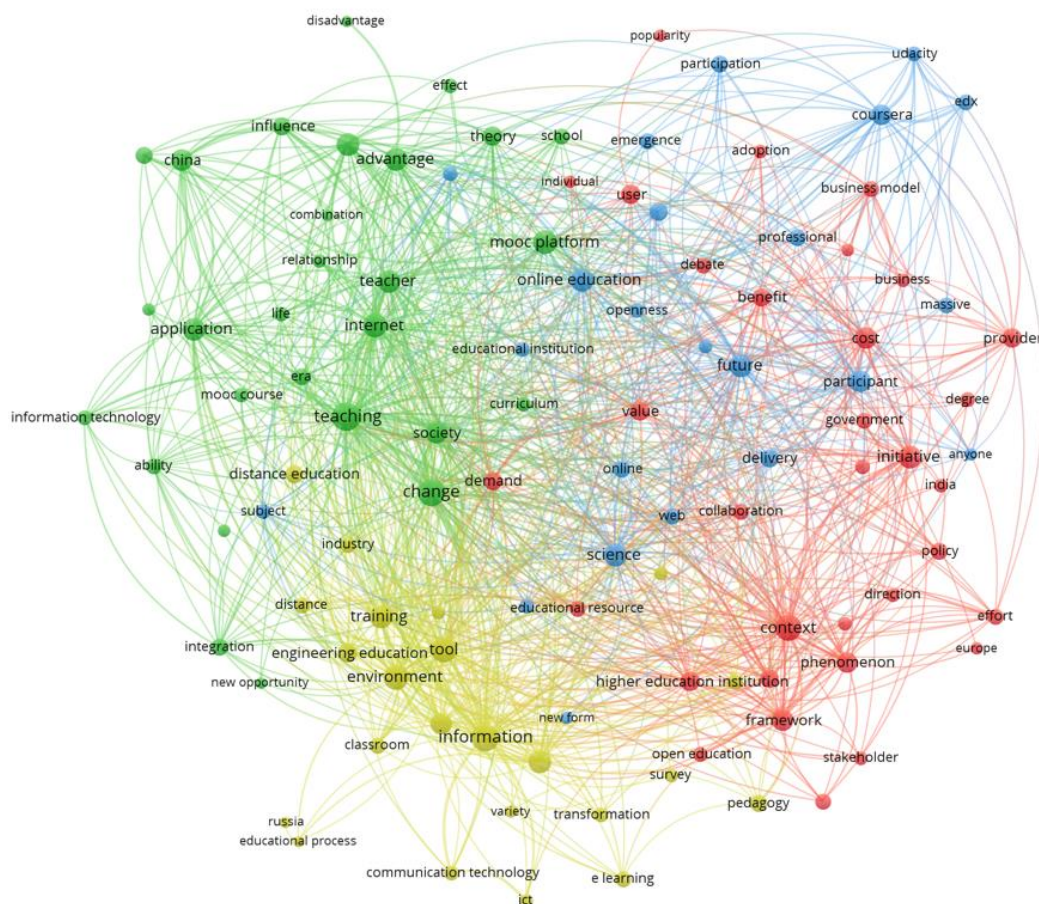 disadvantage
popularity
udacity
participation
effect
edx
coursera
influence
theory
school
emergence
china
advantage
adoption
individual
user
business model
combination
mooc platform
professional
relationship
debate
teacher
online education
business
benefit
massive
life
openness
application
internet
cost
provider
educational institution
future
era
participant
mooc course
curriculum
degree
information technology
teaching
value
government
society
ability
distance education
online
delivery
initiative
anyone
demand
change
india
subject
web
collaboration
industry
science
policy
distance
educational resource
direction
training
effort
context
integration
engineering education
tool
europe
phenomenon
new opportunity
environment
higher education institution
new form
framework
classroom
information
open education
stakeholder
survey
pedagogy
variety
transformation
russia
educational process
communication technology
e learning
ict